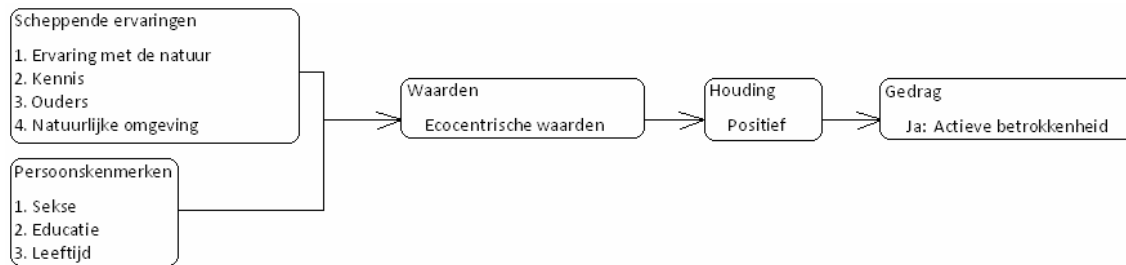 Scheppende ervaringen
1. Ervaring met de natuur
2. Kennis
3. Ouders
4. Natuurlijke omgeving
Persoonskenmerken
1. Sekse
2. Educatie
3. Leeftijd
Waarden
Ecocentrische waarden
Houding
Positief
Gedrag
Ja: Actieve betrokkenheid